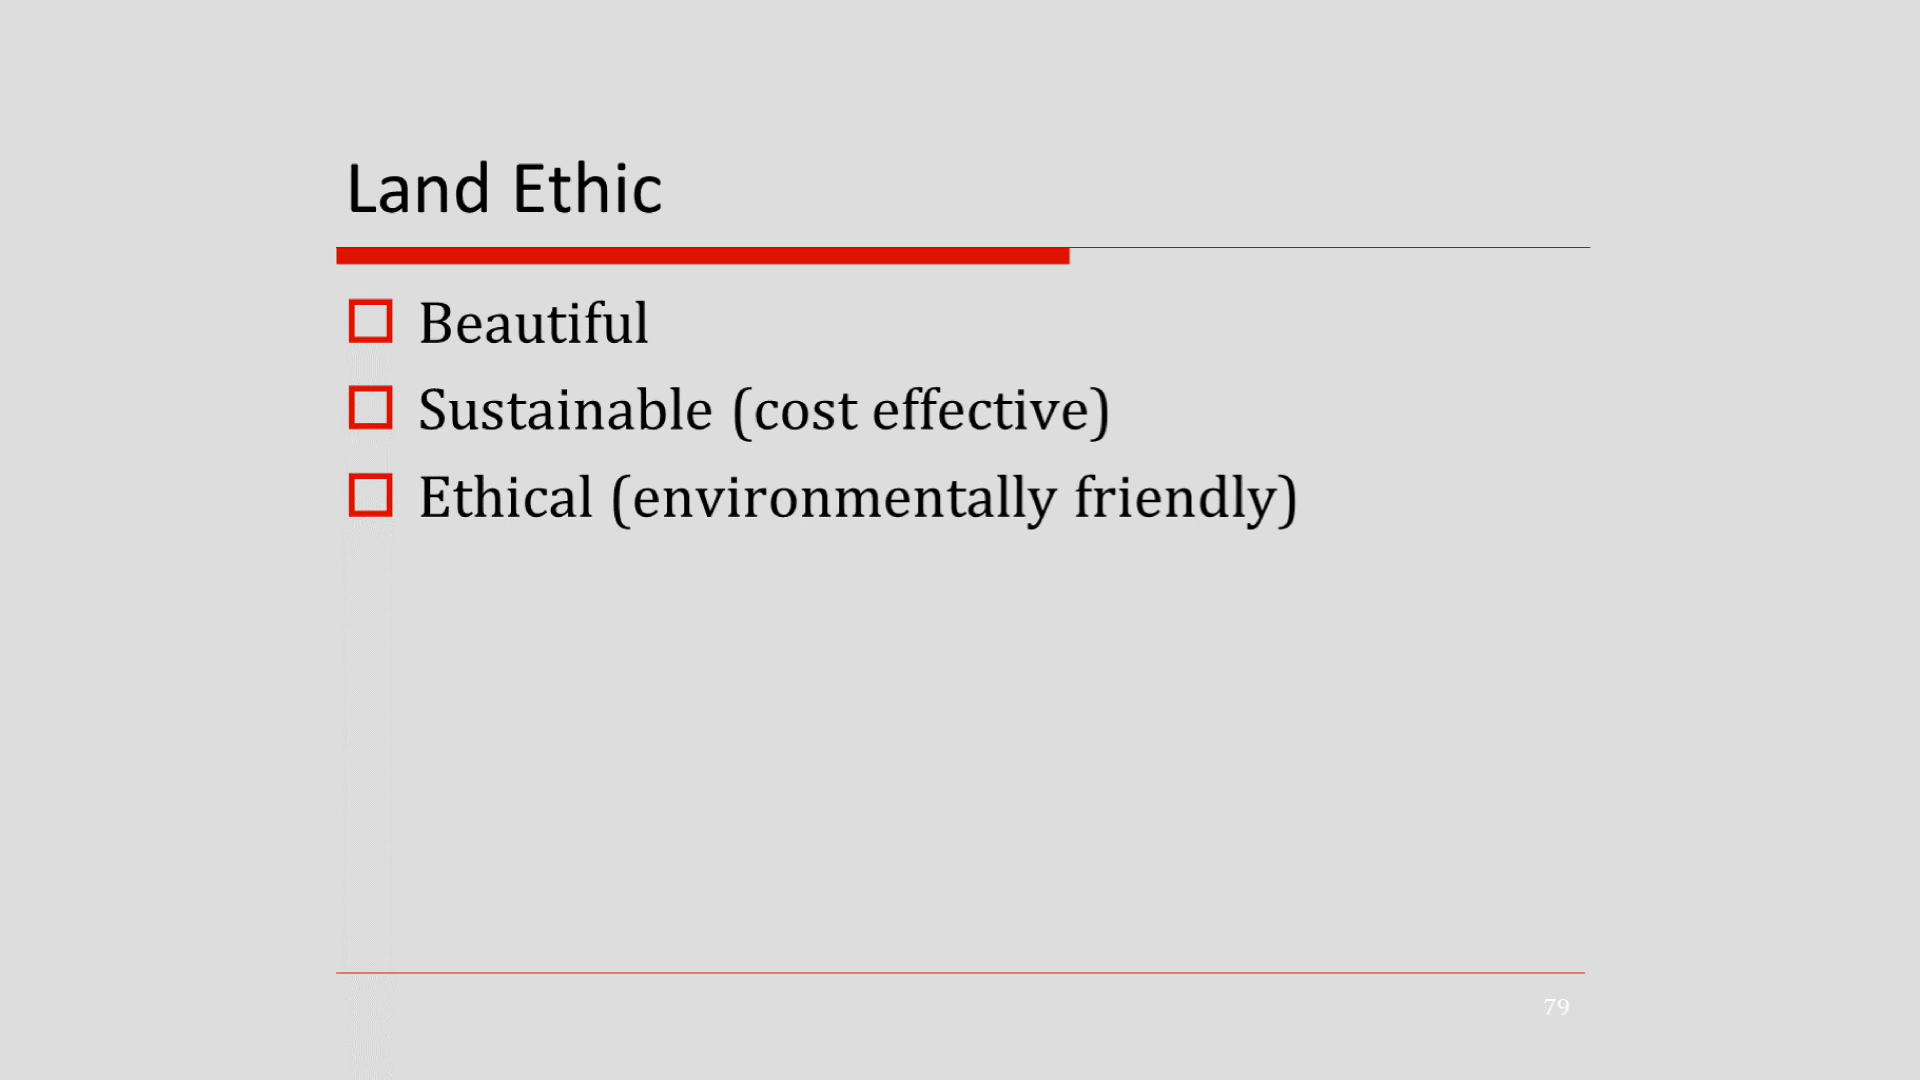 Land Ethic
Beautiful
Sustainable (cost effective)
Ethical (environmentally friendly)
79